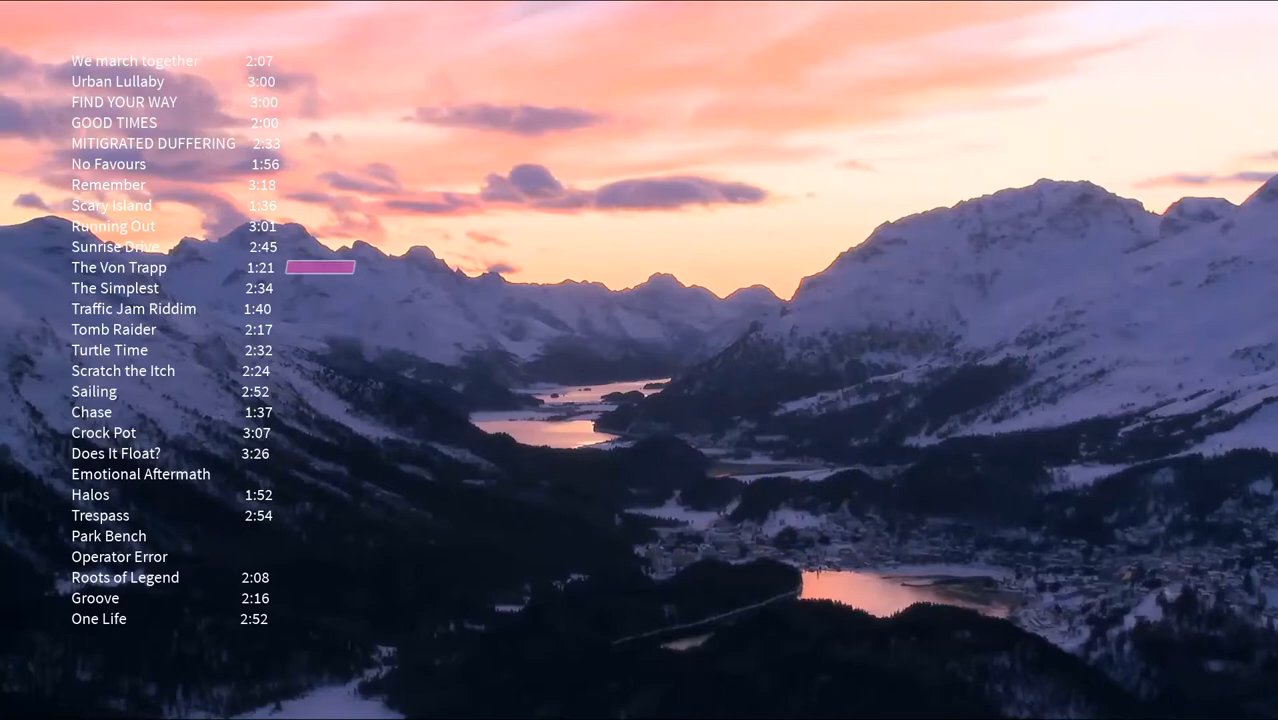 We march together 2:07
Urban Lullaby 3:00
FIND YOUR WAY 3:00
GOOD TIMES 2:00
MITIGRATED DUFFERING 2:33
No Favours 1:56
Remember 3:18
Scary Island 1:36
Running Out 3:01
Sunrise Drive 2:45
The Von Trapp 1:21
The Simplest 2:34
Traffic Jam Riddim 1:40
Tomb Raider 2:17
Turtle Time 2:32
Scratch the Itch 2:24
Sailing 2:52
Chase 1:37
Crock Pot 3:07
Does It Float? 3:26
Emotional Aftermath
Halos 1:52
Trespass 2:54
Park Bench
Operator Error
Roots of Legend 2:08
Groove 2:16
One Life 2:52